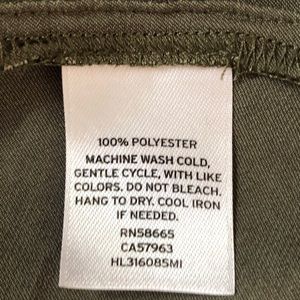 100% POLYESTER
MACHINE WASH COLD,
GENTLE CYCLE, WITH LIKE
COLORS. DO NOT BLEACH.
HANG TO DRY. COOL IRON
IF NEEDED.
RN58665
CA57963
HL31608SMI